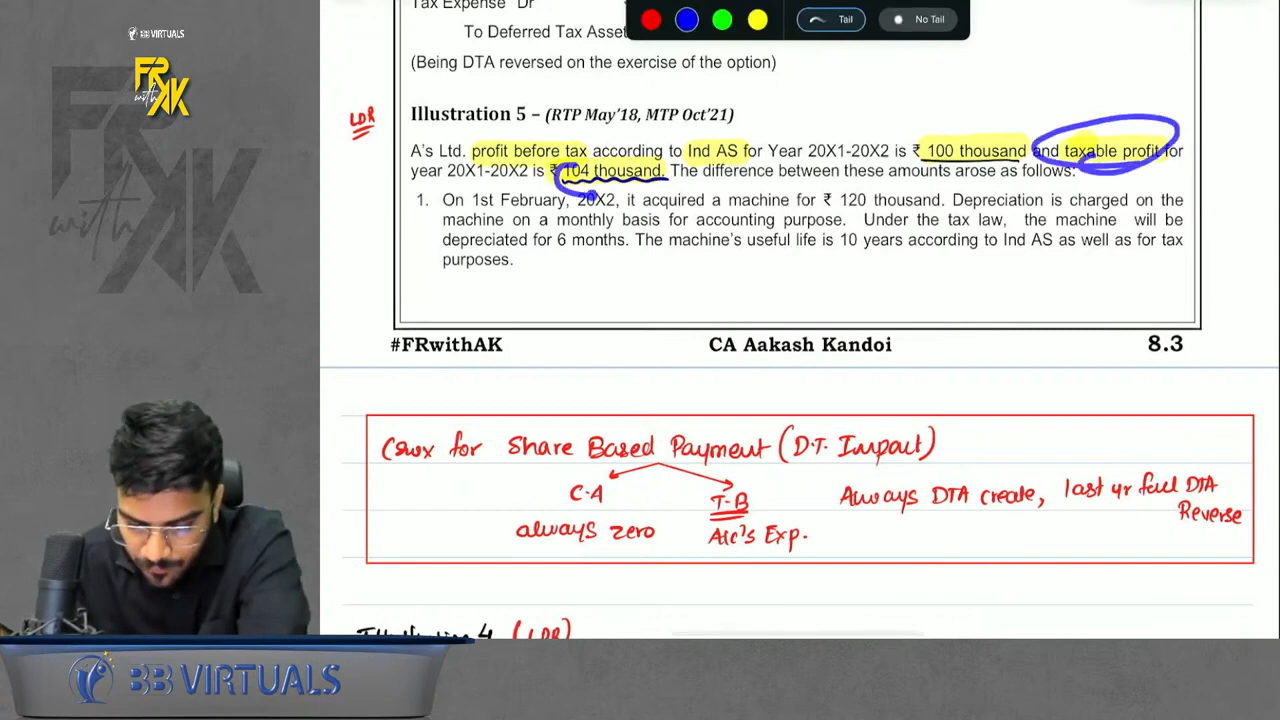 Tax Expense Dr
Tail
No Tail
To Deferred Tax Asset
BB VIRTUALS
(Being DTA reversed on the exercise of the option)
FR
with
AK
LDR
Illustration 5 – (RTP May'18, MTP Oct'21)
A's Ltd. profit before tax according to Ind AS for Year 20X1-20X2 is ₹ 100 thousand and taxable profit for
year 20X1-20X2 is ₹ 104 thousand. The difference between these amounts arose as follows:
1. On 1st February, 20X2, it acquired a machine for ₹ 120 thousand. Depreciation is charged on the
machine on a monthly basis for accounting purpose. Under the tax law, the machine will be
depreciated for 6 months. The machine's useful life is 10 years according to Ind AS as well as for tax
purposes.
#FRwithAK CA Aakash Kandoi 8.3
Crux for Share Based Payment (D.T. Impact)
C.A T-B Always DTA create, last yr full DTA
Reverse
always zero A/c's Exp.
Illustration 4 (LDR)
BB VIRTUALS